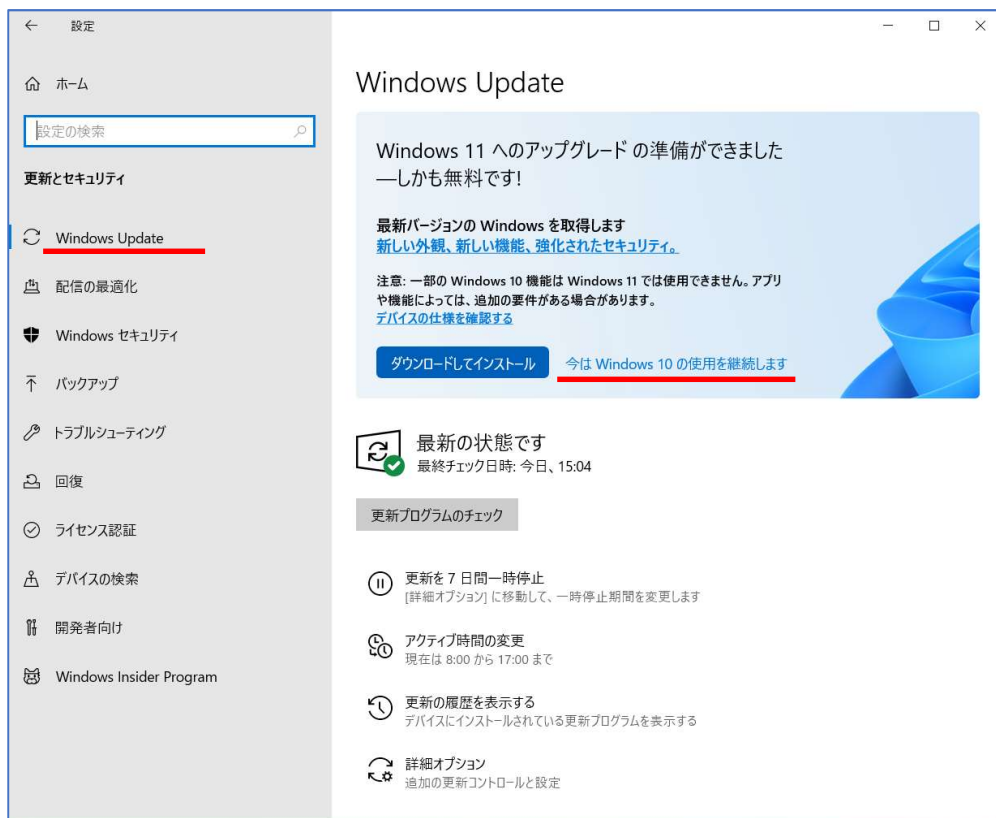 設定
ホーム
設定の検索
更新とセキュリティ
Windows Update
配信の最適化
Windows セキュリティ
バックアップ
トラブルシューティング
回復
ライセンス認証
デバイスの検索
開発者向け
Windows Insider Program
Windows Update
Windows 11 へのアップグレード の準備ができました
—しかも無料です!
最新バージョンの Windows を取得します
新しい外観、新しい機能、強化されたセキュリティ。
注意: 一部の Windows 10 機能は Windows 11 では使用できません。アプリ
や機能によっては、追加の要件がある場合があります。
デバイスの仕様を確認する
ダウンロードしてインストール
今は Windows 10 の使用を継続します
最新の状態です
最終チェック日時: 今日、15:04
更新プログラムのチェック
更新を 7 日間一時停止
[詳細オプション] に移動して、一時停止期間を変更します
アクティブ時間の変更
現在は 8:00 から 17:00 まで
更新の履歴を表示する
デバイスにインストールされている更新プログラムを表示する
詳細オプション
追加の更新コントロールと設定